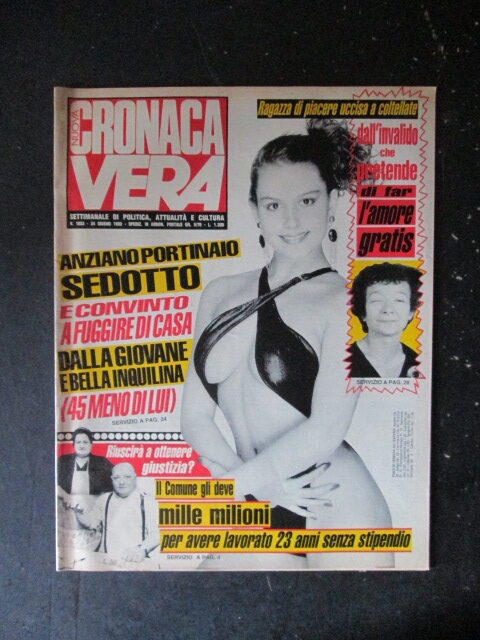 NUOVA
CRONACA
VERA
SETTIMANALE DI POLITICA, ATTUALITÀ E CULTURA
Ragazza di piacere uccisa a coltellate
dall'invalido
che
pretende
di far
l'amore
gratis
SERVIZIO A PAG. 28
ANZIANO PORTINAIO
SEDOTTO
E CONVINTO
A FUGGIRE DI CASA
DALLA GIOVANE
E BELLA INQUILINA
(45 MENO DI LUI)
SERVIZIO A PAG. 24
Riuscirà a ottenere
giustizia?
Il Comune gli deve
mille milioni
per avere lavorato 23 anni senza stipendio
SERVIZIO A PAG. 4